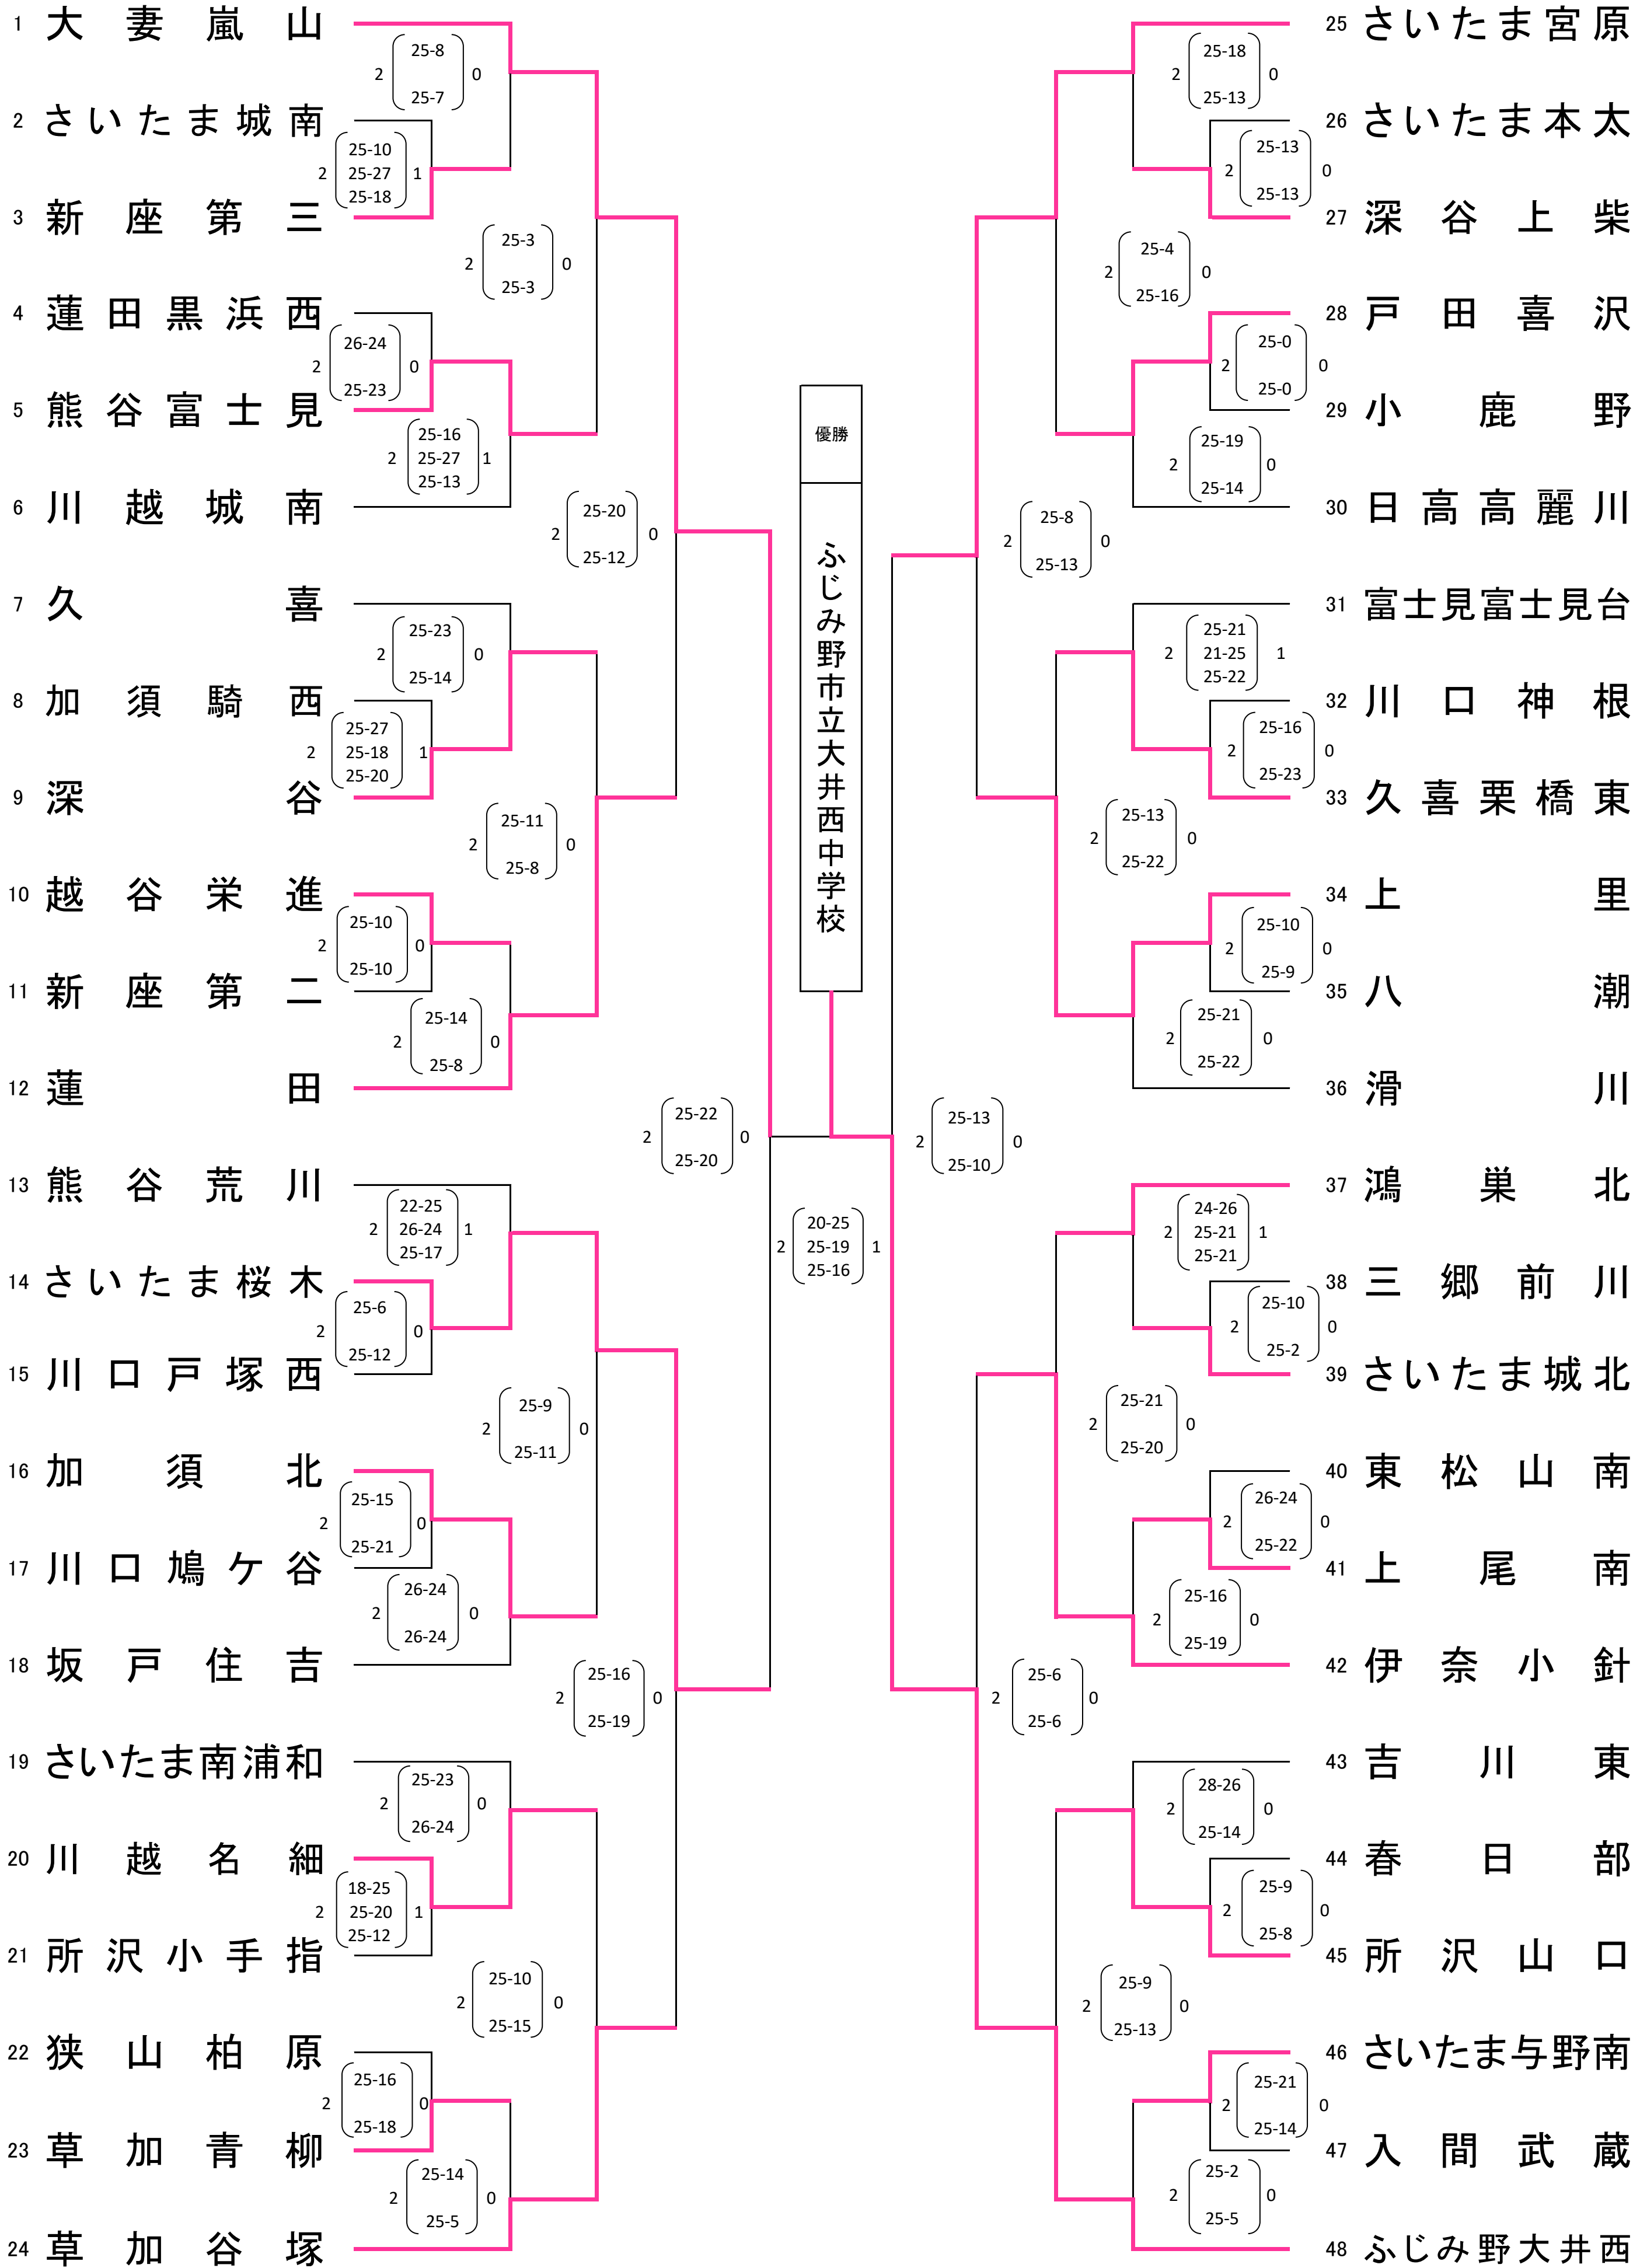 1 大妻嵐山
2 さいたま城南
3 新座第三
4 蓮田黒浜西
5 熊谷富士見
6 川越城南
7 久喜
8 加須騎西
9 深谷
10 越谷栄進
11 新座第二
12 蓮田
13 熊谷荒川
14 さいたま桜木
15 川口戸塚西
16 加須北
17 川口鳩ケ谷
18 坂戸住吉
19 さいたま南浦和
20 川越名細
21 所沢小手指
22 狭山柏原
23 草加青柳
24 草加谷塚
2 25-8 0
25-7
2 25-10 1
25-27
25-18
2 25-3 0
25-3
2 26-24 0
25-23
2 25-16 1
25-27
25-13
2 25-20 0
25-12
2 25-23 0
25-14
2 25-27 1
25-18
25-20
2 25-11 0
25-8
2 25-10 0
25-10
2 25-14 0
25-8
2 25-22 0
25-20
2 22-25 1
26-24
25-17
2 25-6 0
25-12
2 25-9 0
25-11
2 25-15 0
25-21
2 26-24 0
26-24
2 25-16 0
25-19
2 25-23 0
26-24
2 18-25 1
25-20
25-12
2 25-10 0
25-15
2 25-16 0
25-18
2 25-14 0
25-5
優勝
ふじみ野市立大井西中学校
2 20-25 1
25-19
25-16
25 さいたま宮原
26 さいたま本太
27 深谷上柴
28 戸田喜沢
29 小鹿野
30 日高高麗川
31 富士見富士見台
32 川口神根
33 久喜栗橋東
34 上里
35 八潮
36 滑川
37 鴻巣北
38 三郷前川
39 さいたま城北
40 東松山南
41 上尾南
42 伊奈小針
43 吉川東
44 春日部
45 所沢山口
46 さいたま与野南
47 入間武蔵
48 ふじみ野大井西
2 25-18 0
25-13
2 25-13 0
25-13
2 25-4 0
25-16
2 25-0 0
25-0
2 25-19 0
25-14
2 25-8 0
25-13
2 25-21 1
21-25
25-22
2 25-16 0
25-23
2 25-13 0
25-22
2 25-10 0
25-9
2 25-21 0
25-22
2 25-13 0
25-10
2 24-26 1
25-21
25-21
2 25-10 0
25-2
2 25-21 0
25-20
2 26-24 0
25-22
2 25-16 0
25-19
2 25-6 0
25-6
2 28-26 0
25-14
2 25-9 0
25-8
2 25-9 0
25-13
2 25-21 0
25-14
2 25-2 0
25-5